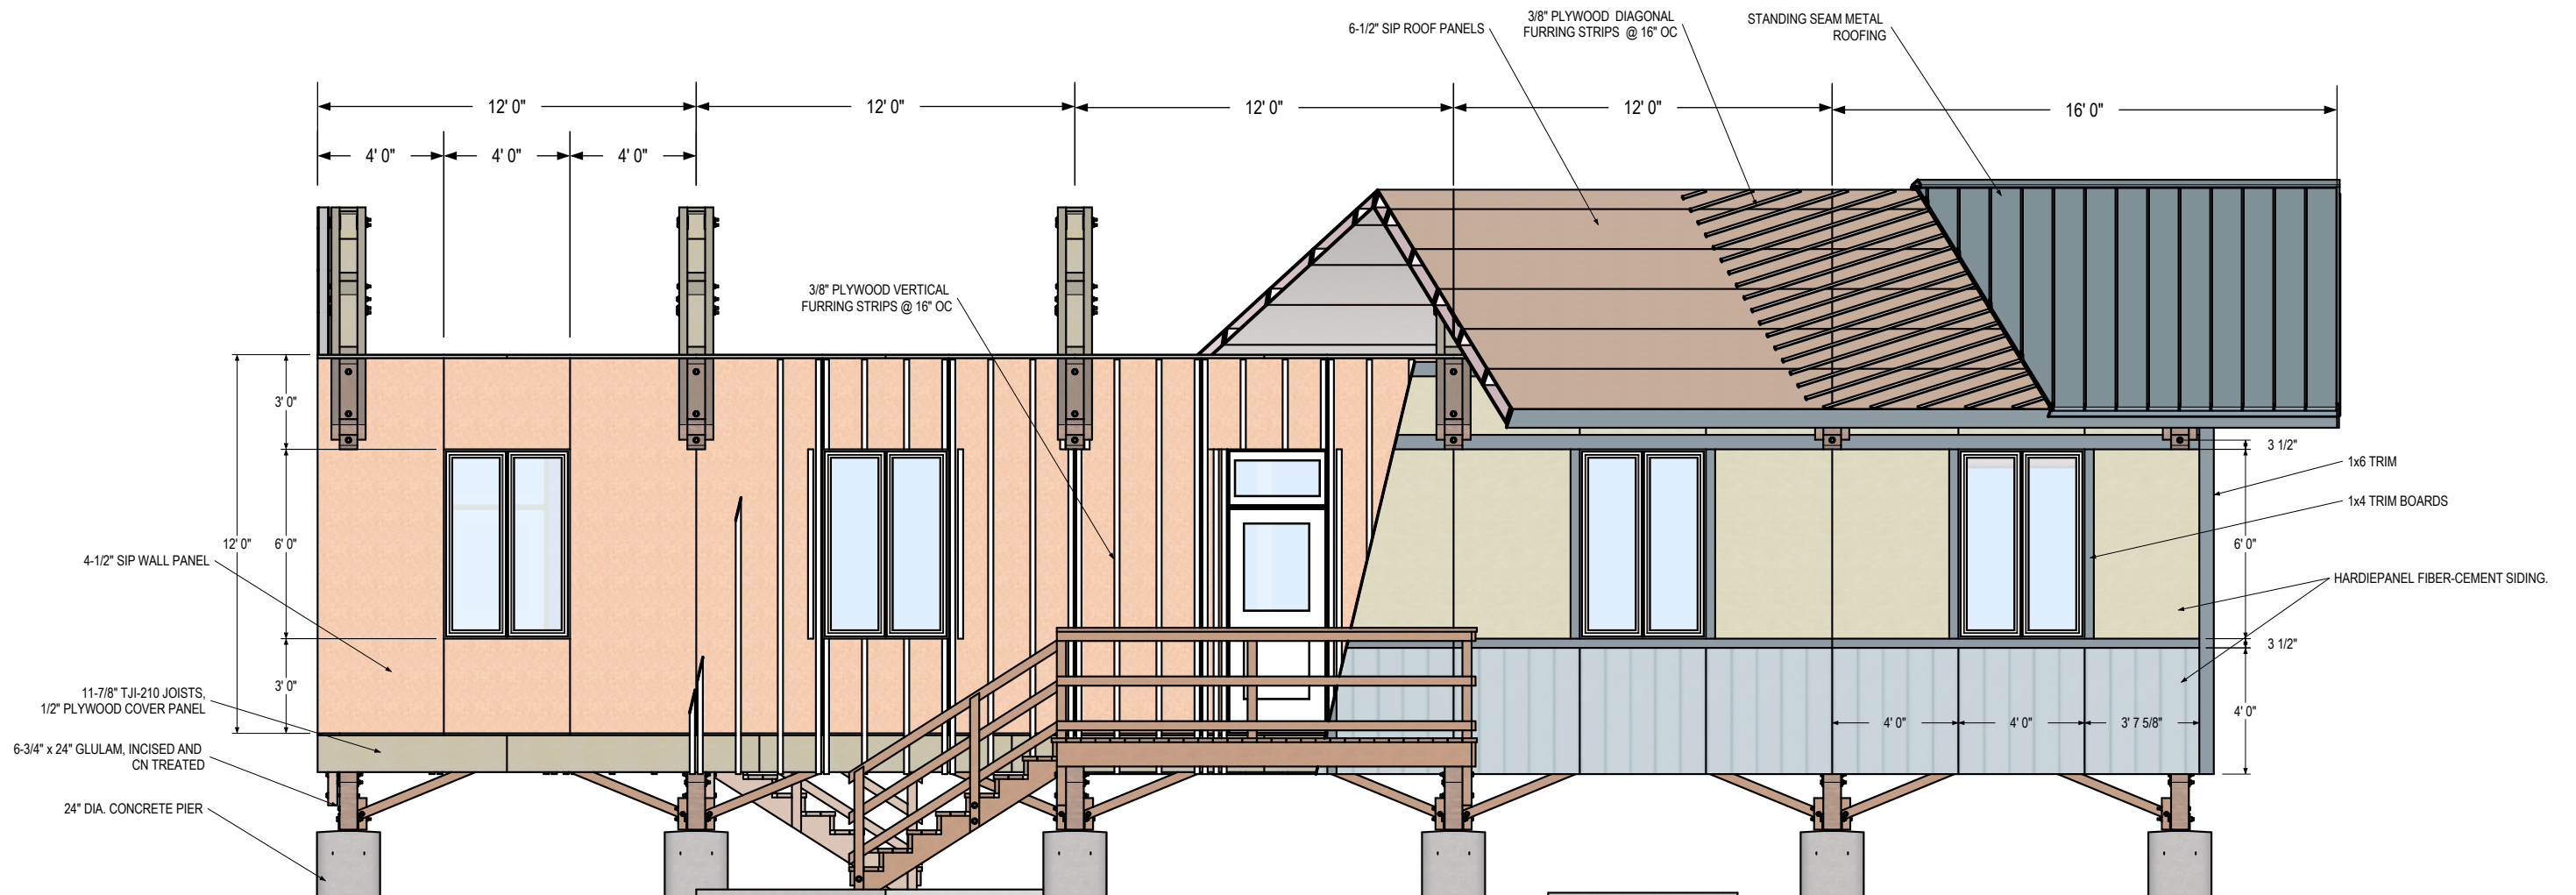 3/8" PLYWOOD DIAGONAL
FURRING STRIPS @ 16" OC
6-1/2" SIP ROOF PANELS
STANDING SEAM METAL
ROOFING
12' 0"
12' 0"
12' 0"
12' 0"
16' 0"
4' 0"
4' 0"
4' 0"
3/8" PLYWOOD VERTICAL
FURRING STRIPS @ 16" OC
3' 0"
12' 0"
6' 0"
3' 0"
4-1/2" SIP WALL PANEL
11-7/8" TJI-210 JOISTS,
1/2" PLYWOOD COVER PANEL
6-3/4" x 24" GLULAM, INCISED AND
CN TREATED
24" DIA. CONCRETE PIER
3 1/2"
1x6 TRIM
1x4 TRIM BOARDS
6' 0"
HARDIEPANEL FIBER-CEMENT SIDING.
3 1/2"
4' 0"
4' 0"
4' 0"
3' 7 5/8"